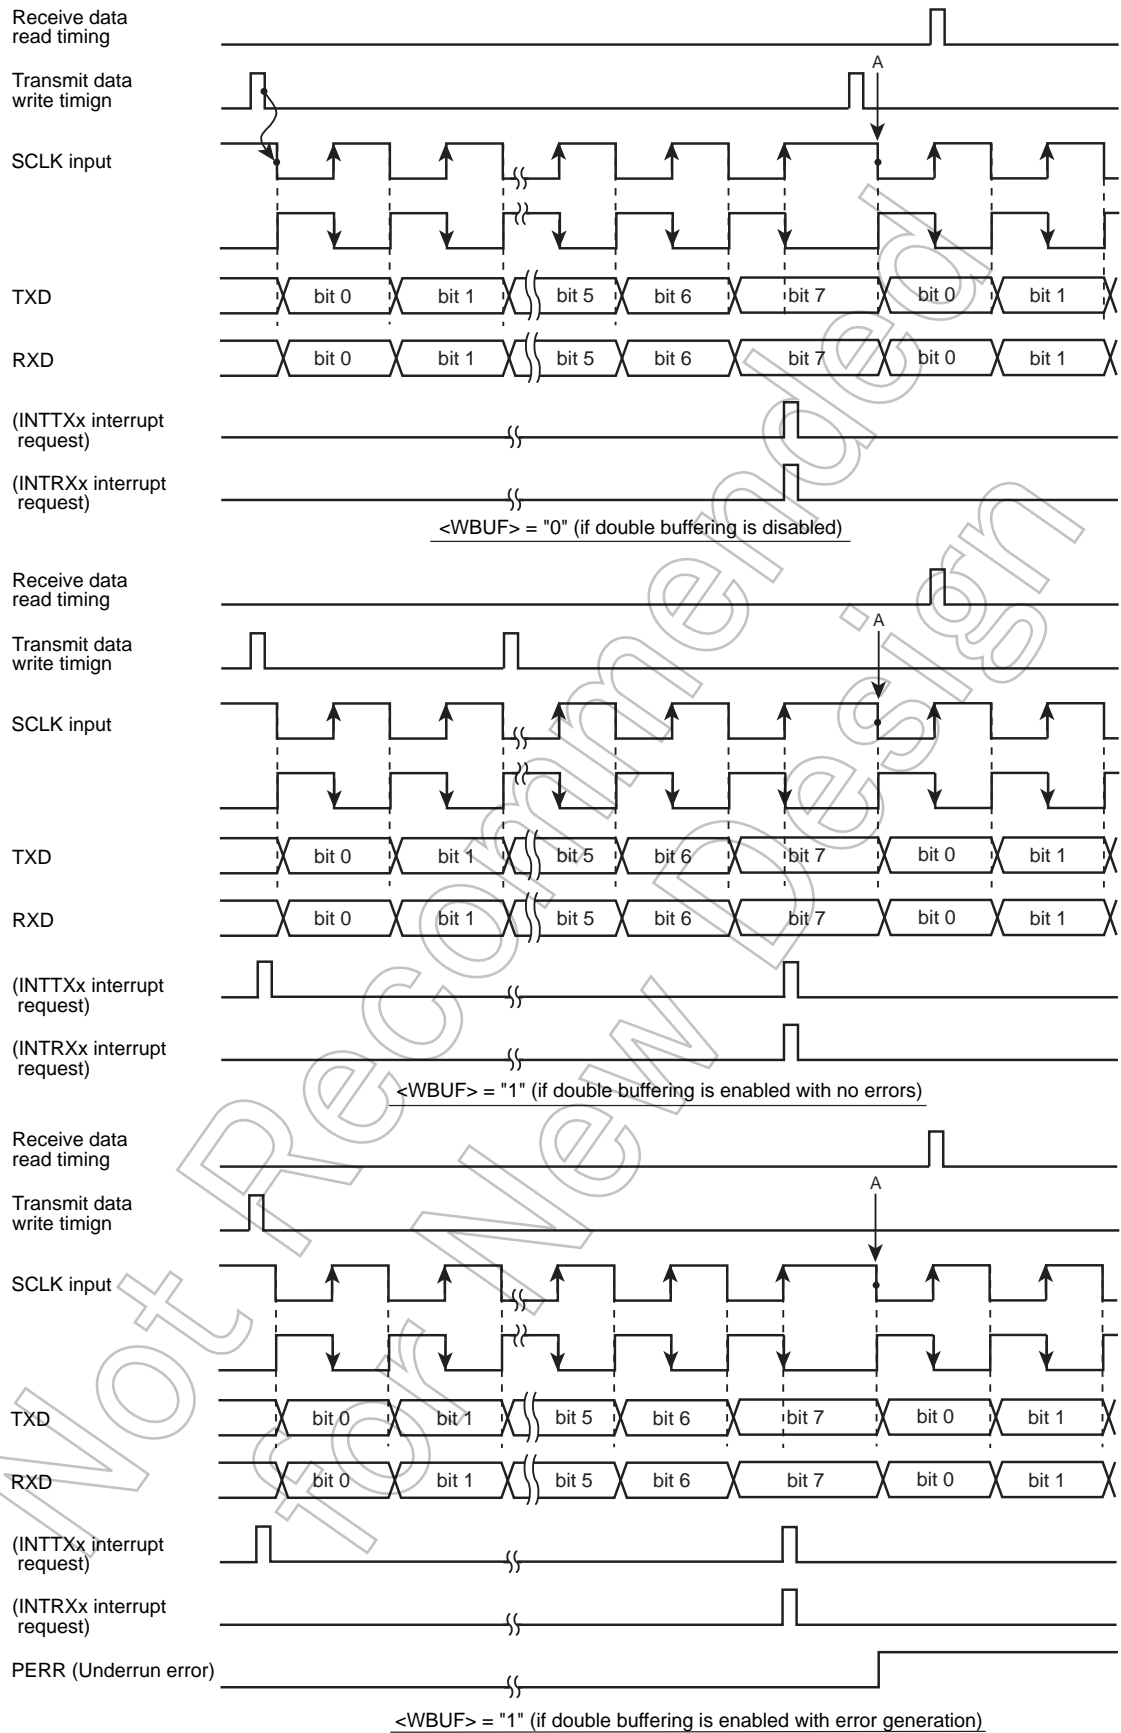 Receive data
read timing
Transmit data
write timign
A
SCLK input
TXD
bit 0 bit 1 bit 5 bit 6 bit 7 bit 0 bit 1
RXD
bit 0 bit 1 bit 5 bit 6 bit 7 bit 0 bit 1
(INTTXx interrupt
request)
(INTRXx interrupt
request)
<WBUF> = "0" (if double buffering is disabled)
Receive data
read timing
Transmit data
write timign
A
SCLK input
TXD
bit 0 bit 1 bit 5 bit 6 bit 7 bit 0 bit 1
RXD
bit 0 bit 1 bit 5 bit 6 bit 7 bit 0 bit 1
(INTTXx interrupt
request)
(INTRXx interrupt
request)
<WBUF> = "1" (if double buffering is enabled with no errors)
Receive data
read timing
Transmit data
write timign
A
SCLK input
TXD
bit 0 bit 1 bit 5 bit 6 bit 7 bit 0 bit 1
RXD
bit 0 bit 1 bit 5 bit 6 bit 7 bit 0 bit 1
(INTTXx interrupt
request)
(INTRXx interrupt
request)
PERR (Underrun error)
<WBUF> = "1" (if double buffering is enabled with error generation)
Not Recommended
for New Design